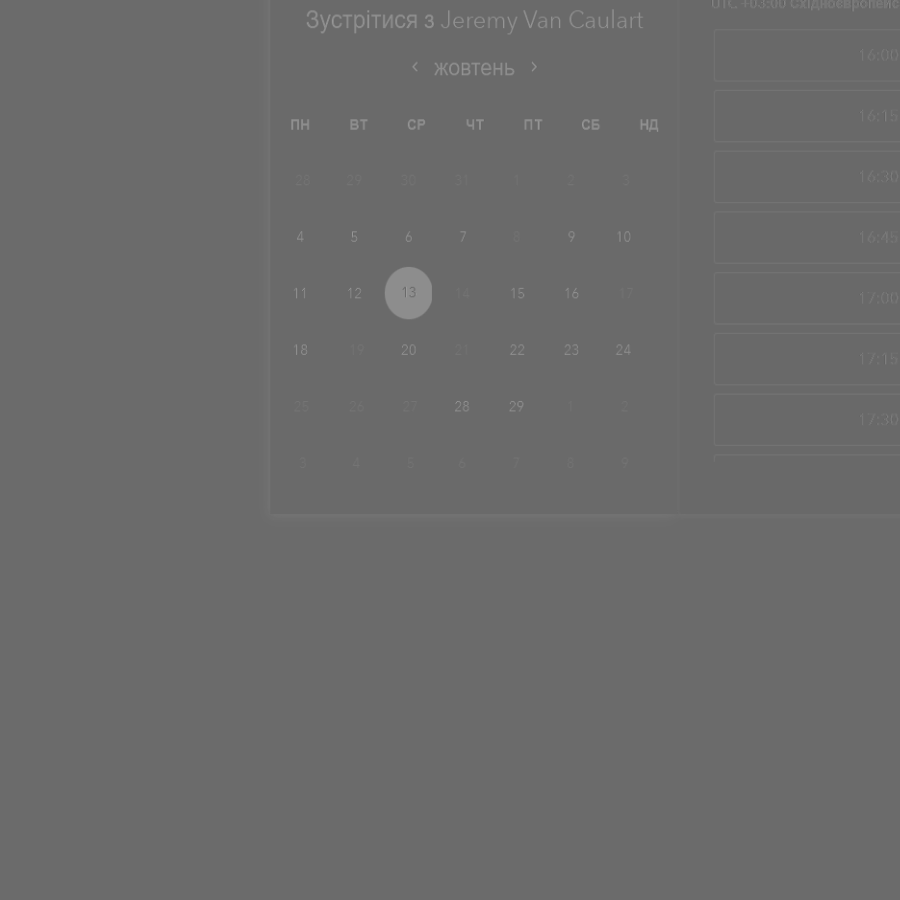 Зустрітися з Jeremy Van Caulart
‹ жовтень ›
ПН ВТ СР ЧТ ПТ СБ НД
28 29 30 31 1 2 3
4 5 6 7 8 9 10
11 12 13 14 15 16 17
18 19 20 21 22 23 24
25 26 27 28 29 1 2
3 4 5 6 7 8 9
UTC +03:00
16:00
16:15
16:30
16:45
17:00
17:15
17:30